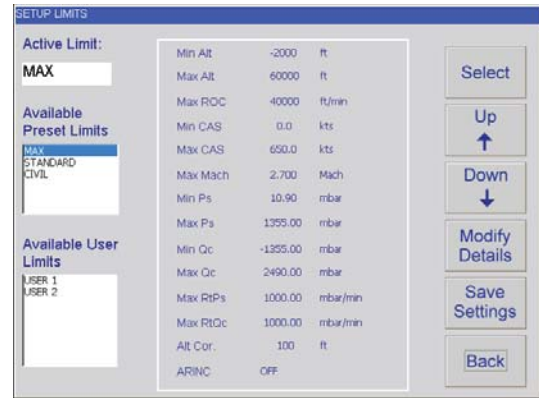 SETUP LIMITS
Active Limit:
MAX
Available
Preset Limits
MAX
STANDARD
CIVIL
Available User
Limits
USER 1
USER 2
Min Alt -2000 ft
Max Alt 60000 ft
Max ROC 40000 ft/min
Min CAS 0.0 kts
Max CAS 650.0 kts
Max Mach 2.700 Mach
Min Ps 10.90 mbar
Max Ps 1355.00 mbar
Min Qc -1355.00 mbar
Max Qc 2490.00 mbar
Max RtPs 1000.00 mbar/min
Max RtQc 1000.00 mbar/min
Alt Cor. 100 ft
ARINC OFF
Select
Up
Down
Modify
Details
Save
Settings
Back